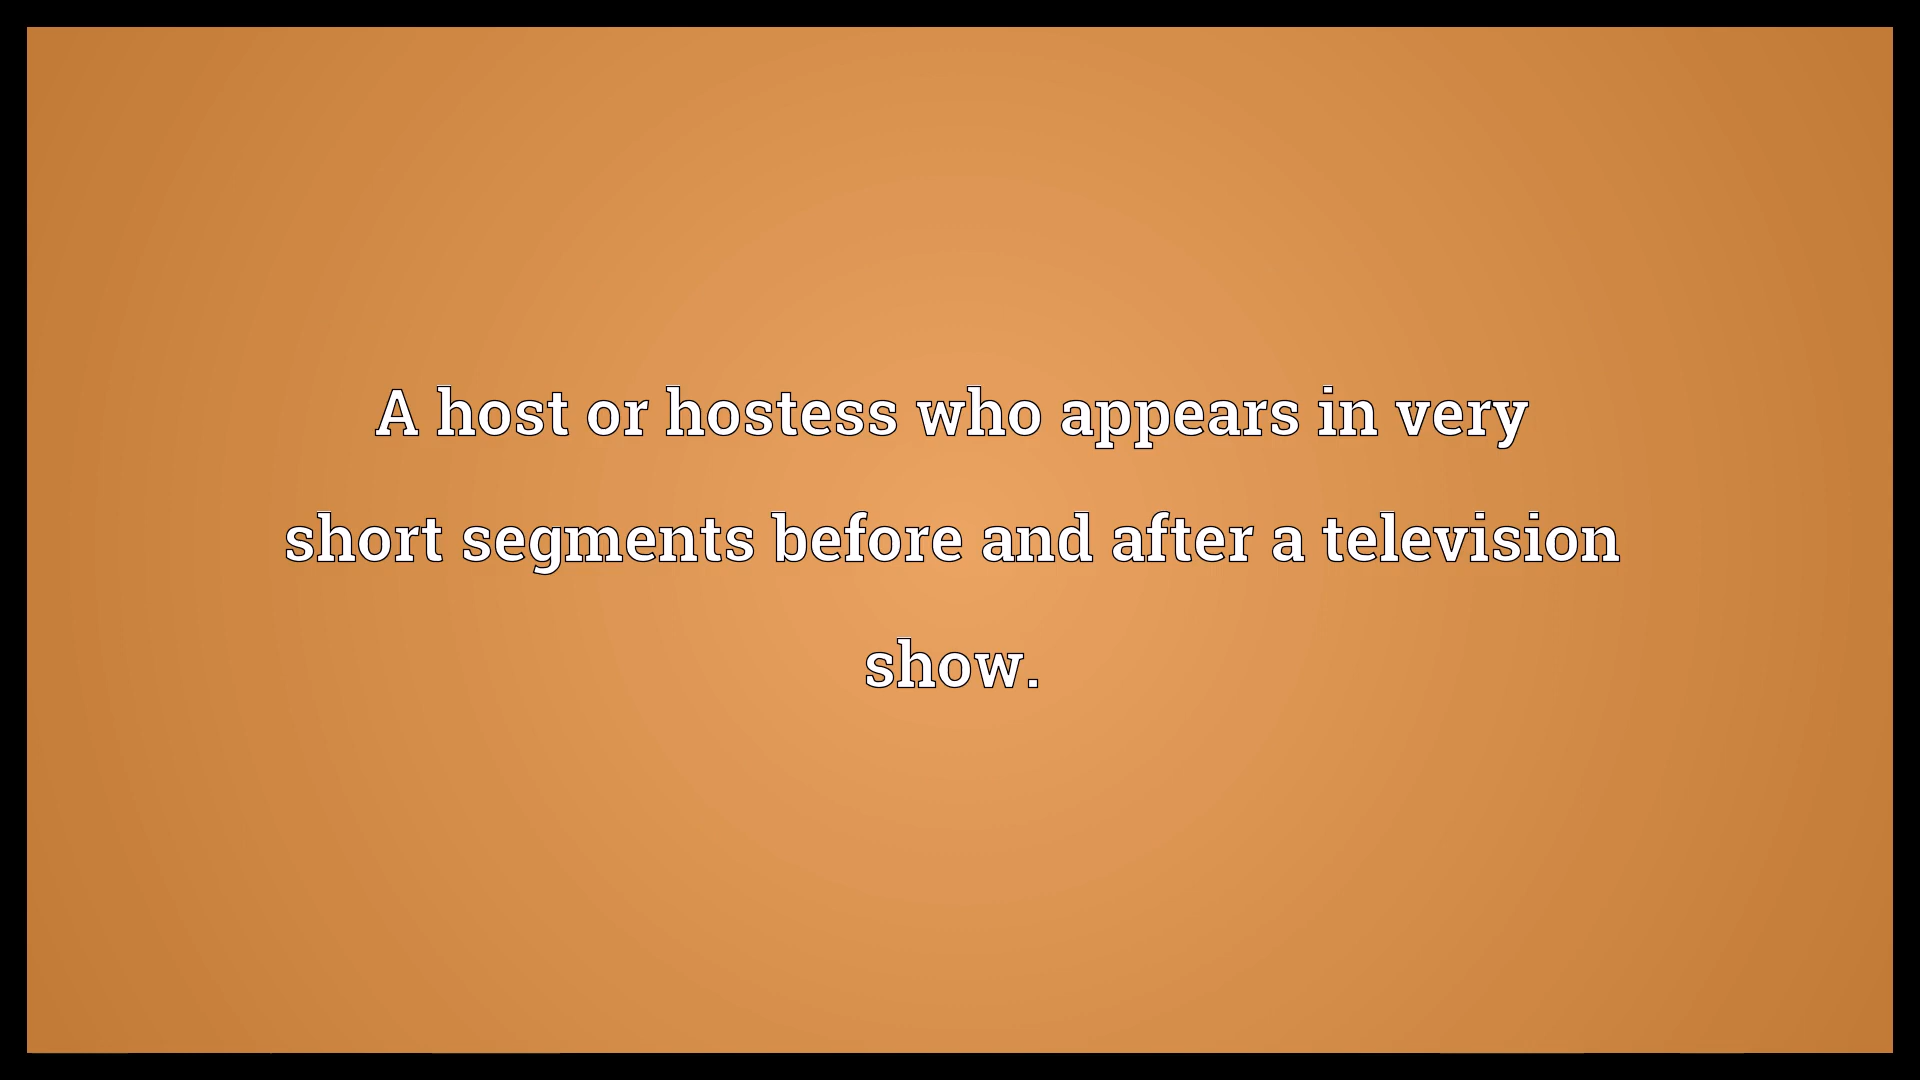 A host or hostess who appears in very
short segments before and after a television
show.